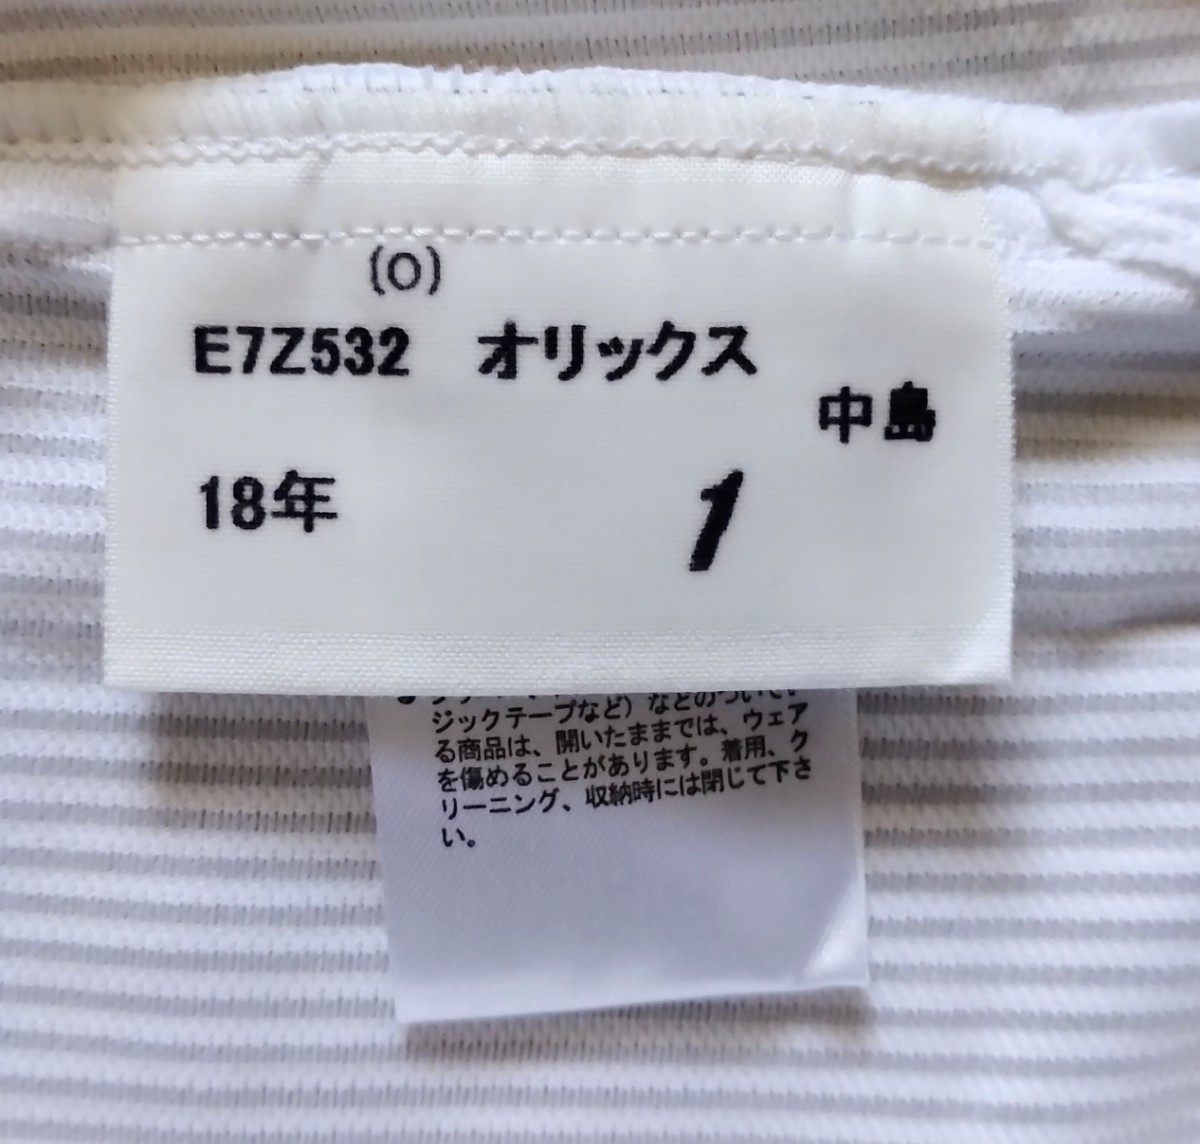 (O)
E7Z532 オリックス
中島
18年
1
ジックテープなど）などのついてい
る商品は、開いたままでは、ウェア
を傷めることがあります。着用、ク
リーニング、収納時には閉じて下さ
い。